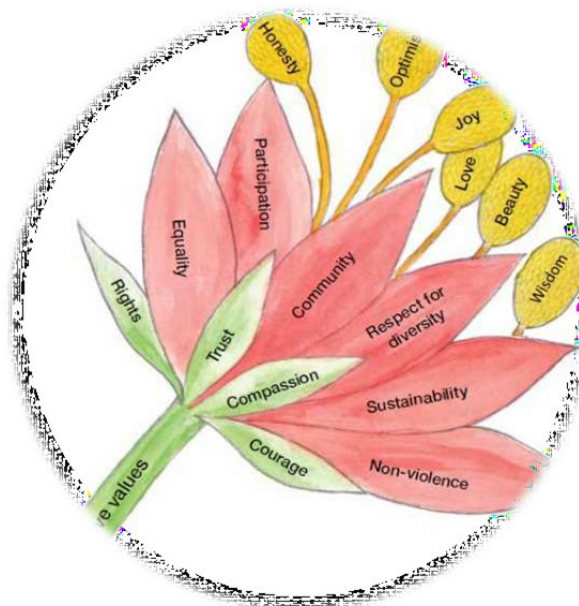 Honesty
Optimis
Joy
Love
Beauty
Wisdom
Participation
Equality
Community
Respect for
diversity
Rights
Trust
Compassion
Sustainability
Courage
Non-violence
ve values